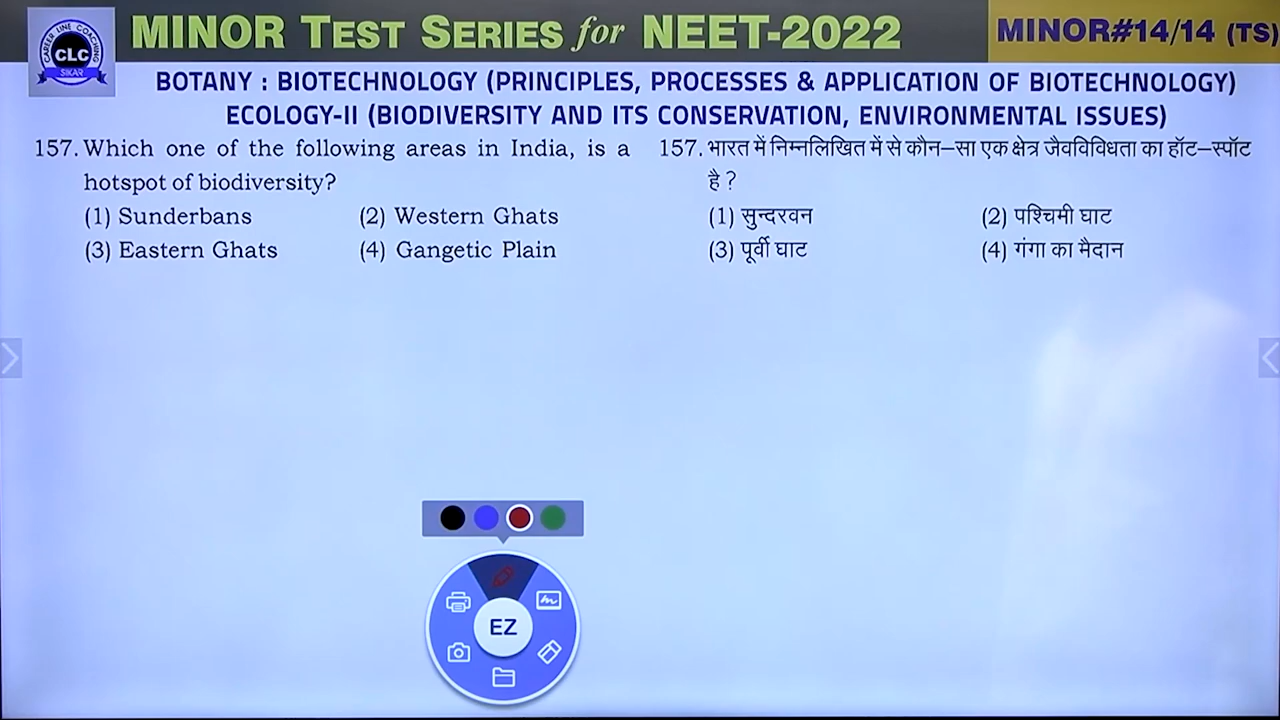 CAREER LINE COACHING
CLC
SIKAR
MINOR TEST SERIES for NEET-2022
MINOR#14/14 (TS)
BOTANY : BIOTECHNOLOGY (PRINCIPLES, PROCESSES & APPLICATION OF BIOTECHNOLOGY)
ECOLOGY-II (BIODIVERSITY AND ITS CONSERVATION, ENVIRONMENTAL ISSUES)
157. Which one of the following areas in India, is a
hotspot of biodiversity?
(1) Sunderbans (2) Western Ghats
(3) Eastern Ghats (4) Gangetic Plain
157. भारत में निम्नलिखित में से कौन–सा एक क्षेत्र जैवविविधता का हॉट–स्पॉट
है ?
(1) सुन्दरवन (2) पश्चिमी घाट
(3) पूर्वी घाट (4) गंगा का मैदान
EZ